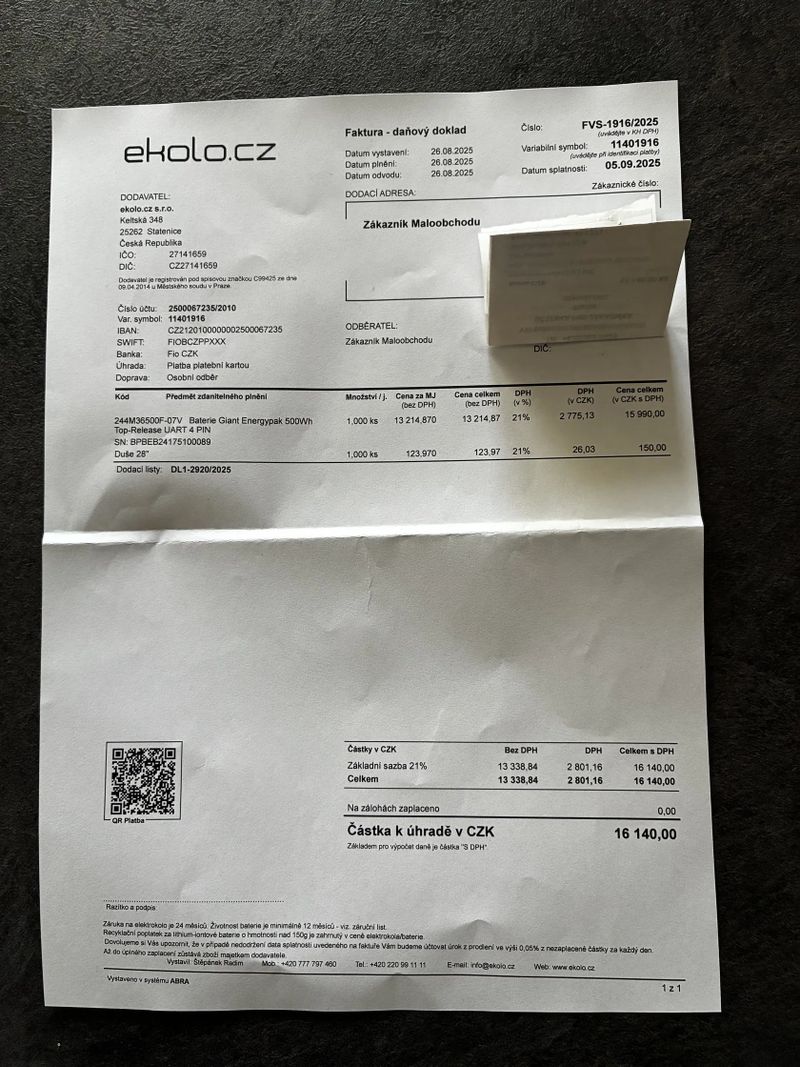 ekolo.cz
Faktura - daňový doklad
Číslo: FVS-1916/2025
(uvádějte v KH DPH)
Variabilní symbol: 11401916
(uvádějte při identifikaci platby)
Datum splatnosti: 05.09.2025
Datum vystavení: 26.08.2025
Datum plnění: 26.08.2025
Datum odvodu: 26.08.2025
Zákaznické číslo:
DODACÍ ADRESA:
Zákazník Maloobchodu
DODAVATEL:
ekolo.cz s.r.o.
Keltská 348
25262 Statenice
Česká Republika
IČO: 27141659
DIČ: CZ27141659
Dodavatel je registrován pod spisovou značkou C99425 ze dne
09.04.2014 u Městského soudu v Praze.
Číslo účtu: 2500067235/2010
Var. symbol: 11401916
IBAN: CZ2120100000002500067235
SWIFT: FIOBCZPPXXX
Banka: Fio CZK
Úhrada: Platba platební kartou
Doprava: Osobní odběr
ODBĚRATEL:
Zákazník Maloobchodu
DIČ:
Kód Předmět zdanitelného plnění Množství / j. Cena za MJ (bez DPH) Cena celkem (bez DPH) DPH (v %) DPH (v CZK) Cena celkem (v CZK s DPH)
244M36500F-07V Baterie Giant Energypak 500Wh 1,000 ks 13 214,870 13 214,87 21% 2 775,13 15 990,00
Top-Release UART 4 PIN
SN: BPBEB24175100089
Duše 28" 1,000 ks 123,970 123,97 21% 26,03 150,00
Dodací listy: DL1-2920/2025
QR Platba
Částky v CZK Bez DPH DPH Celkem s DPH
Základní sazba 21% 13 338,84 2 801,16 16 140,00
Celkem 13 338,84 2 801,16 16 140,00
Na zálohách zaplaceno 0,00
Částka k úhradě v CZK 16 140,00
Základem pro výpočet daně je částka "S DPH".
Razítko a podpis:
Záruka na elektrokolo je 24 měsíců. Životnost baterie je minimálně 12 měsíců - viz. záruční list.
Recyklační poplatek za lithium-iontové baterie o hmotnosti nad 150g je zahrnutý v ceně elektrokola/baterie.
Dovolujeme si Vás upozornit, že v případě nedodržení data splatnosti uvedeného na faktuře Vám budeme účtovat úrok z prodlení ve výši 0,05% z nezaplacené částky za každý den.
Až do úplného zaplacení zůstává zboží majetkem dodavatele.
Vystavil: Štěpánek Radim Mob.: +420 777 797 460 Tel.: +420 220 99 11 11 E-mail: info@ekolo.cz Web: www.ekolo.cz
Vystaveno v systému ABRA
1 z 1